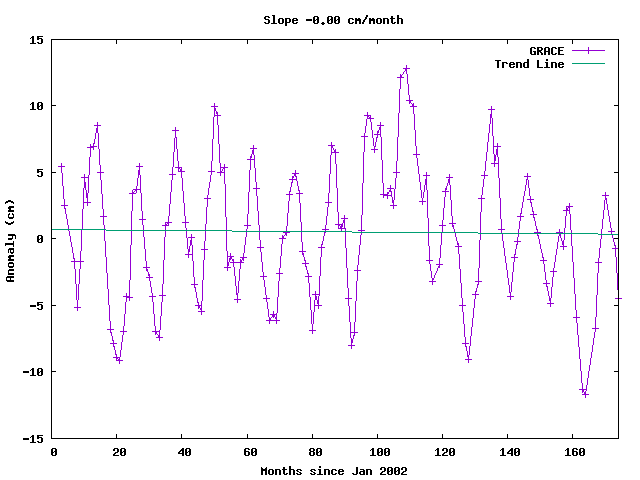 Slope -0.00 cm/month
GRACE
Trend Line
15
10
5
0
-5
-10
-15
Anomaly (cm)
0 20 40 60 80 100 120 140 160
Months since Jan 2002